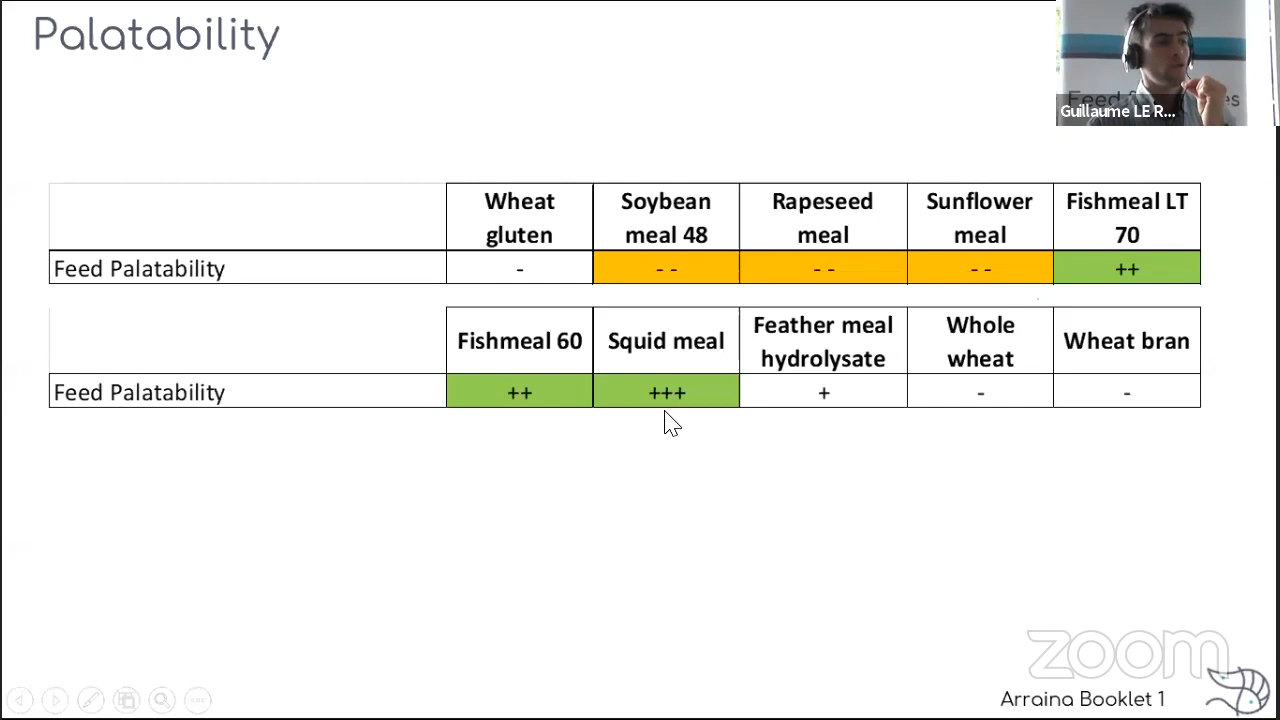 Palatability
Guillaume LE R...
Wheat gluten
Soybean meal 48
Rapeseed meal
Sunflower meal
Fishmeal LT 70
Feed Palatability - - - - - - - ++
Fishmeal 60
Squid meal
Feather meal hydrolysate
Whole wheat
Wheat bran
Feed Palatability ++ +++ + - -
zoom
Arraina Booklet 1